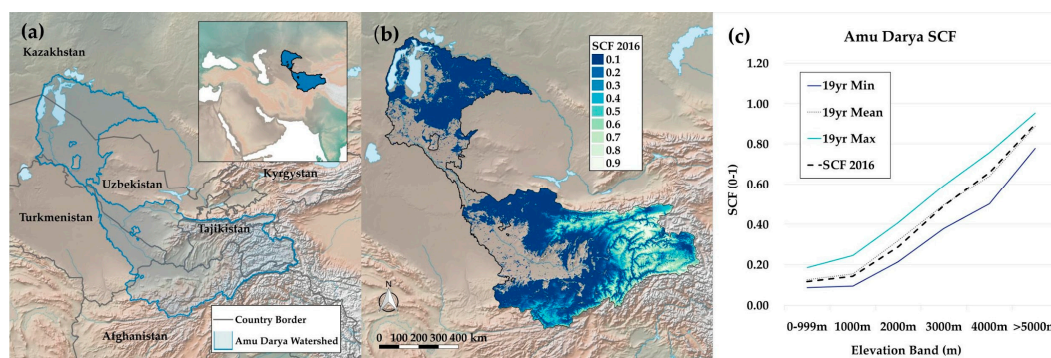 (a)
Kazakhstan
Uzbekistan
Kyrgystan
Turkmenistan
Tajikistan
Afghanistan
Country Border
Amu Darya Watershed
(b)
SCF 2016
0.1
0.2
0.3
0.4
0.5
0.6
0.7
0.8
0.9
N
0 100 200 300 400 km
(c)
Amu Darya SCF
1.20
1.00
0.80
0.60
0.40
0.20
0.00
SCF (0-1)
19yr Min
19yr Mean
19yr Max
SCF 2016
0-999m 1000m 2000m 3000m 4000m >5000m
Elevation Band (m)